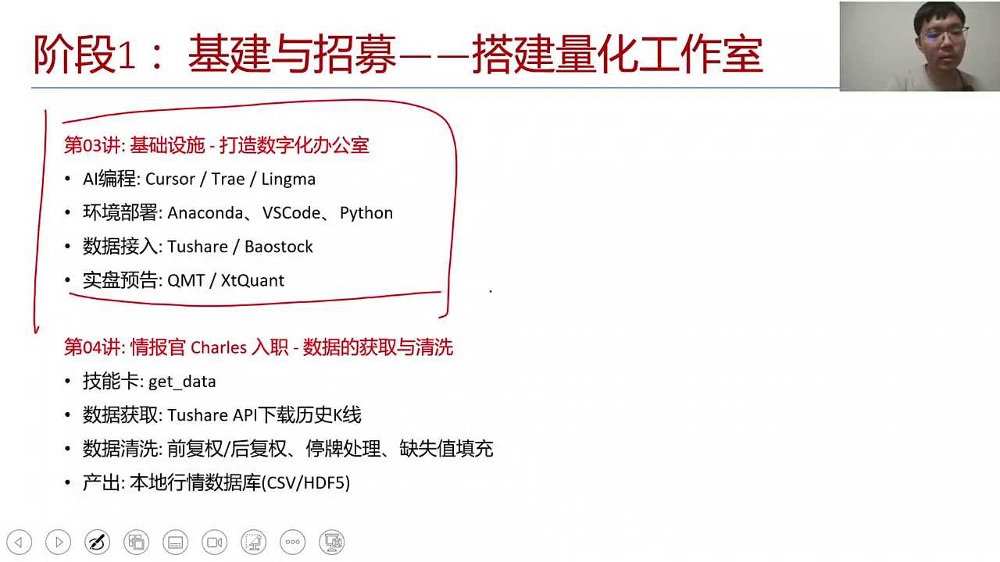 阶段1： 基建与招募——搭建量化工作室
第03讲: 基础设施 - 打造数字化办公室
• AI编程: Cursor / Trae / Lingma
• 环境部署: Anaconda、VSCode、Python
• 数据接入: Tushare / Baostock
• 实盘预告: QMT / XtQuant
第04讲: 情报官 Charles 入职 - 数据的获取与清洗
• 技能卡: get_data
• 数据获取: Tushare API下载历史K线
• 数据清洗: 前复权/后复权、停牌处理、缺失值填充
• 产出: 本地行情数据库(CSV/HDF5)